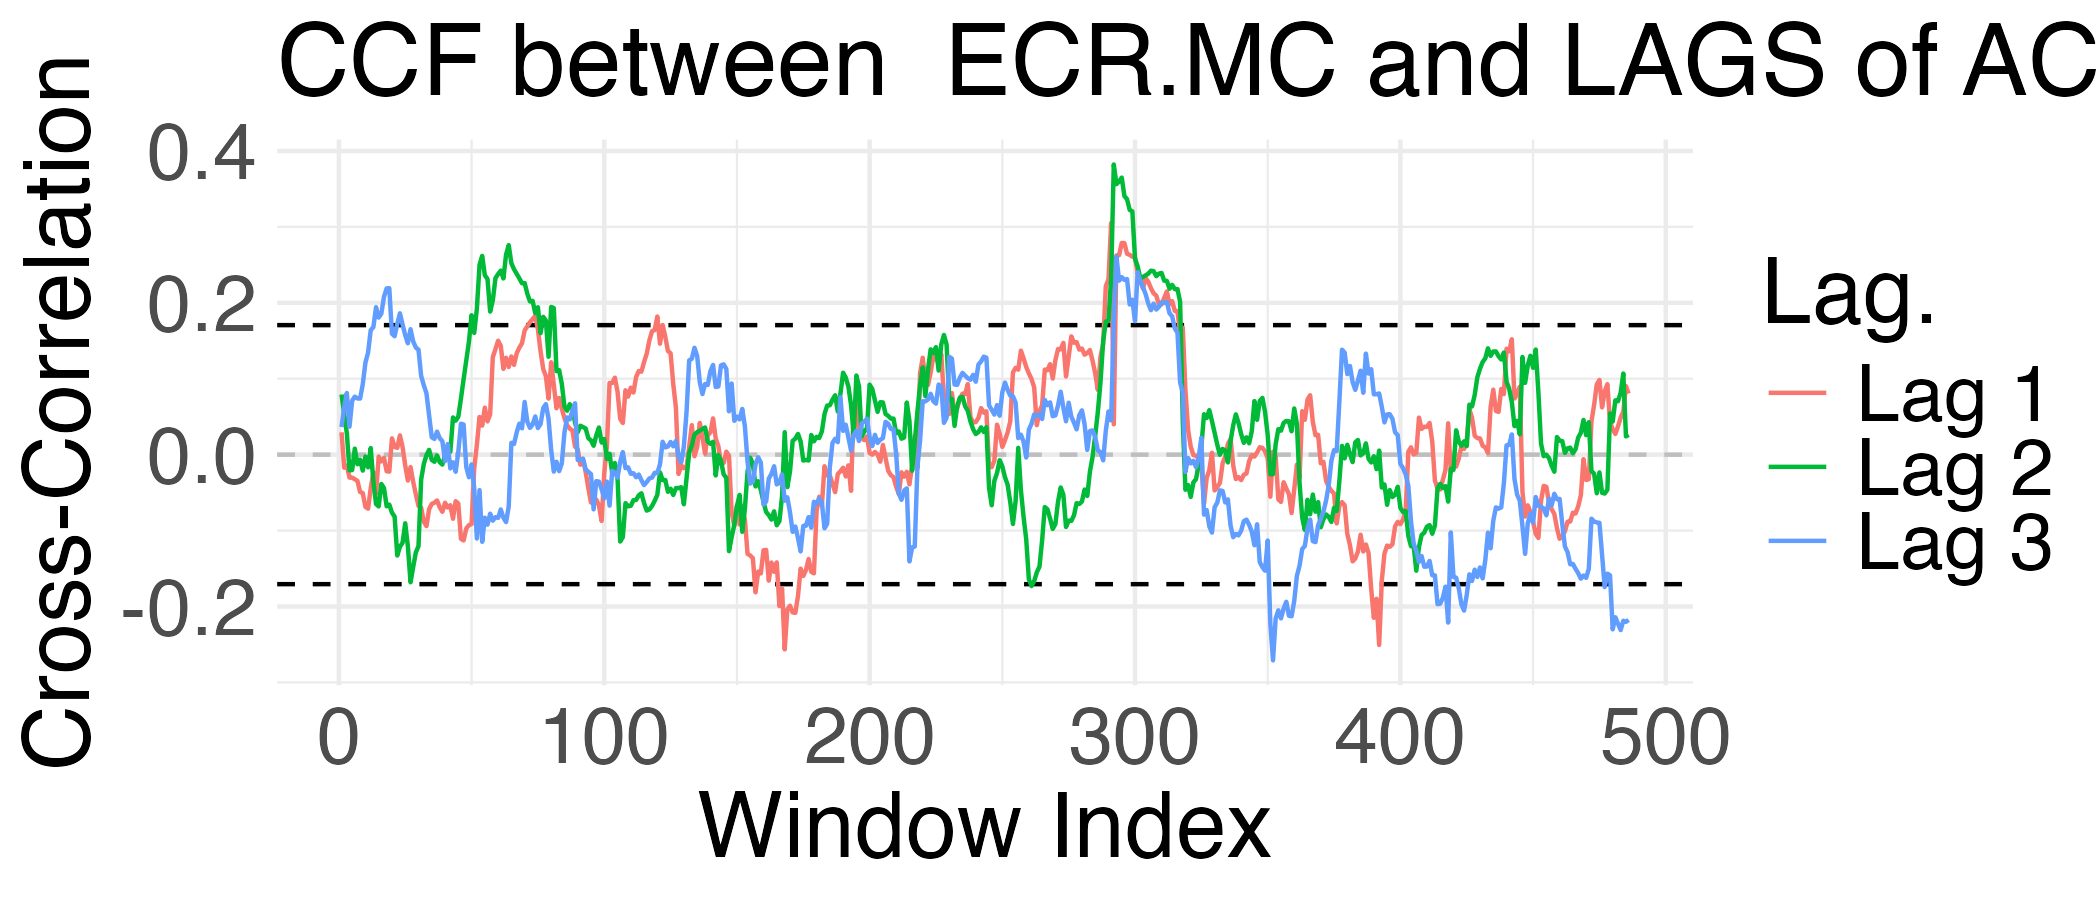 CCF between  ECR.MC and LAGS of AC
Cross-Correlation
0.4
0.2
0.0
-0.2
0
100
200
300
400
500
Window Index
Lag.
Lag 1
Lag 2
Lag 3